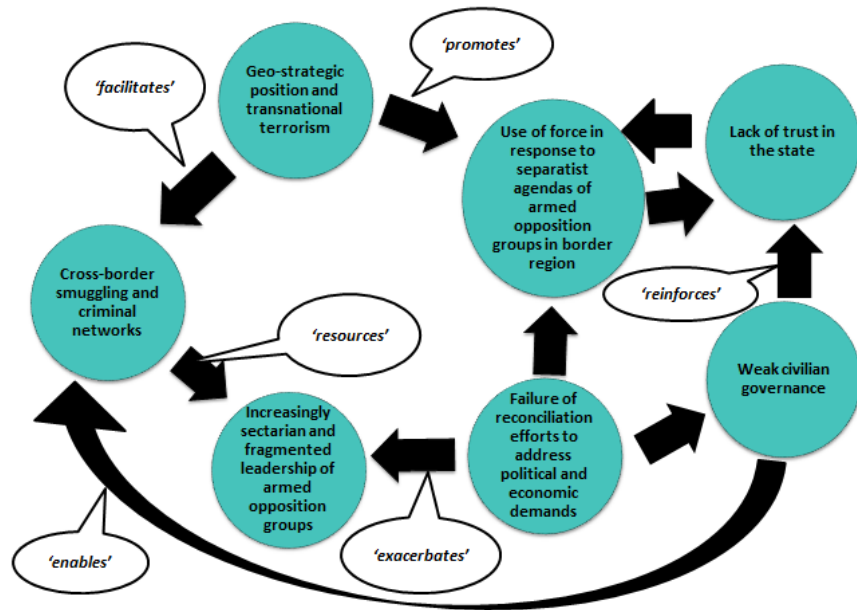 'promotes'
'facilitates'
Geo-strategic
position and
transnational
terrorism
Use of force in
response to
separatist
agendas of
armed
opposition
groups in border
region
Lack of trust in
the state
Cross-border
smuggling and
criminal
networks
'reinforces'
'resources'
Weak civilian
governance
Increasingly
sectarian and
fragmented
leadership of
armed
opposition
groups
Failure of
reconciliation
efforts to
address
political and
economic
demands
'enables'
'exacerbates'